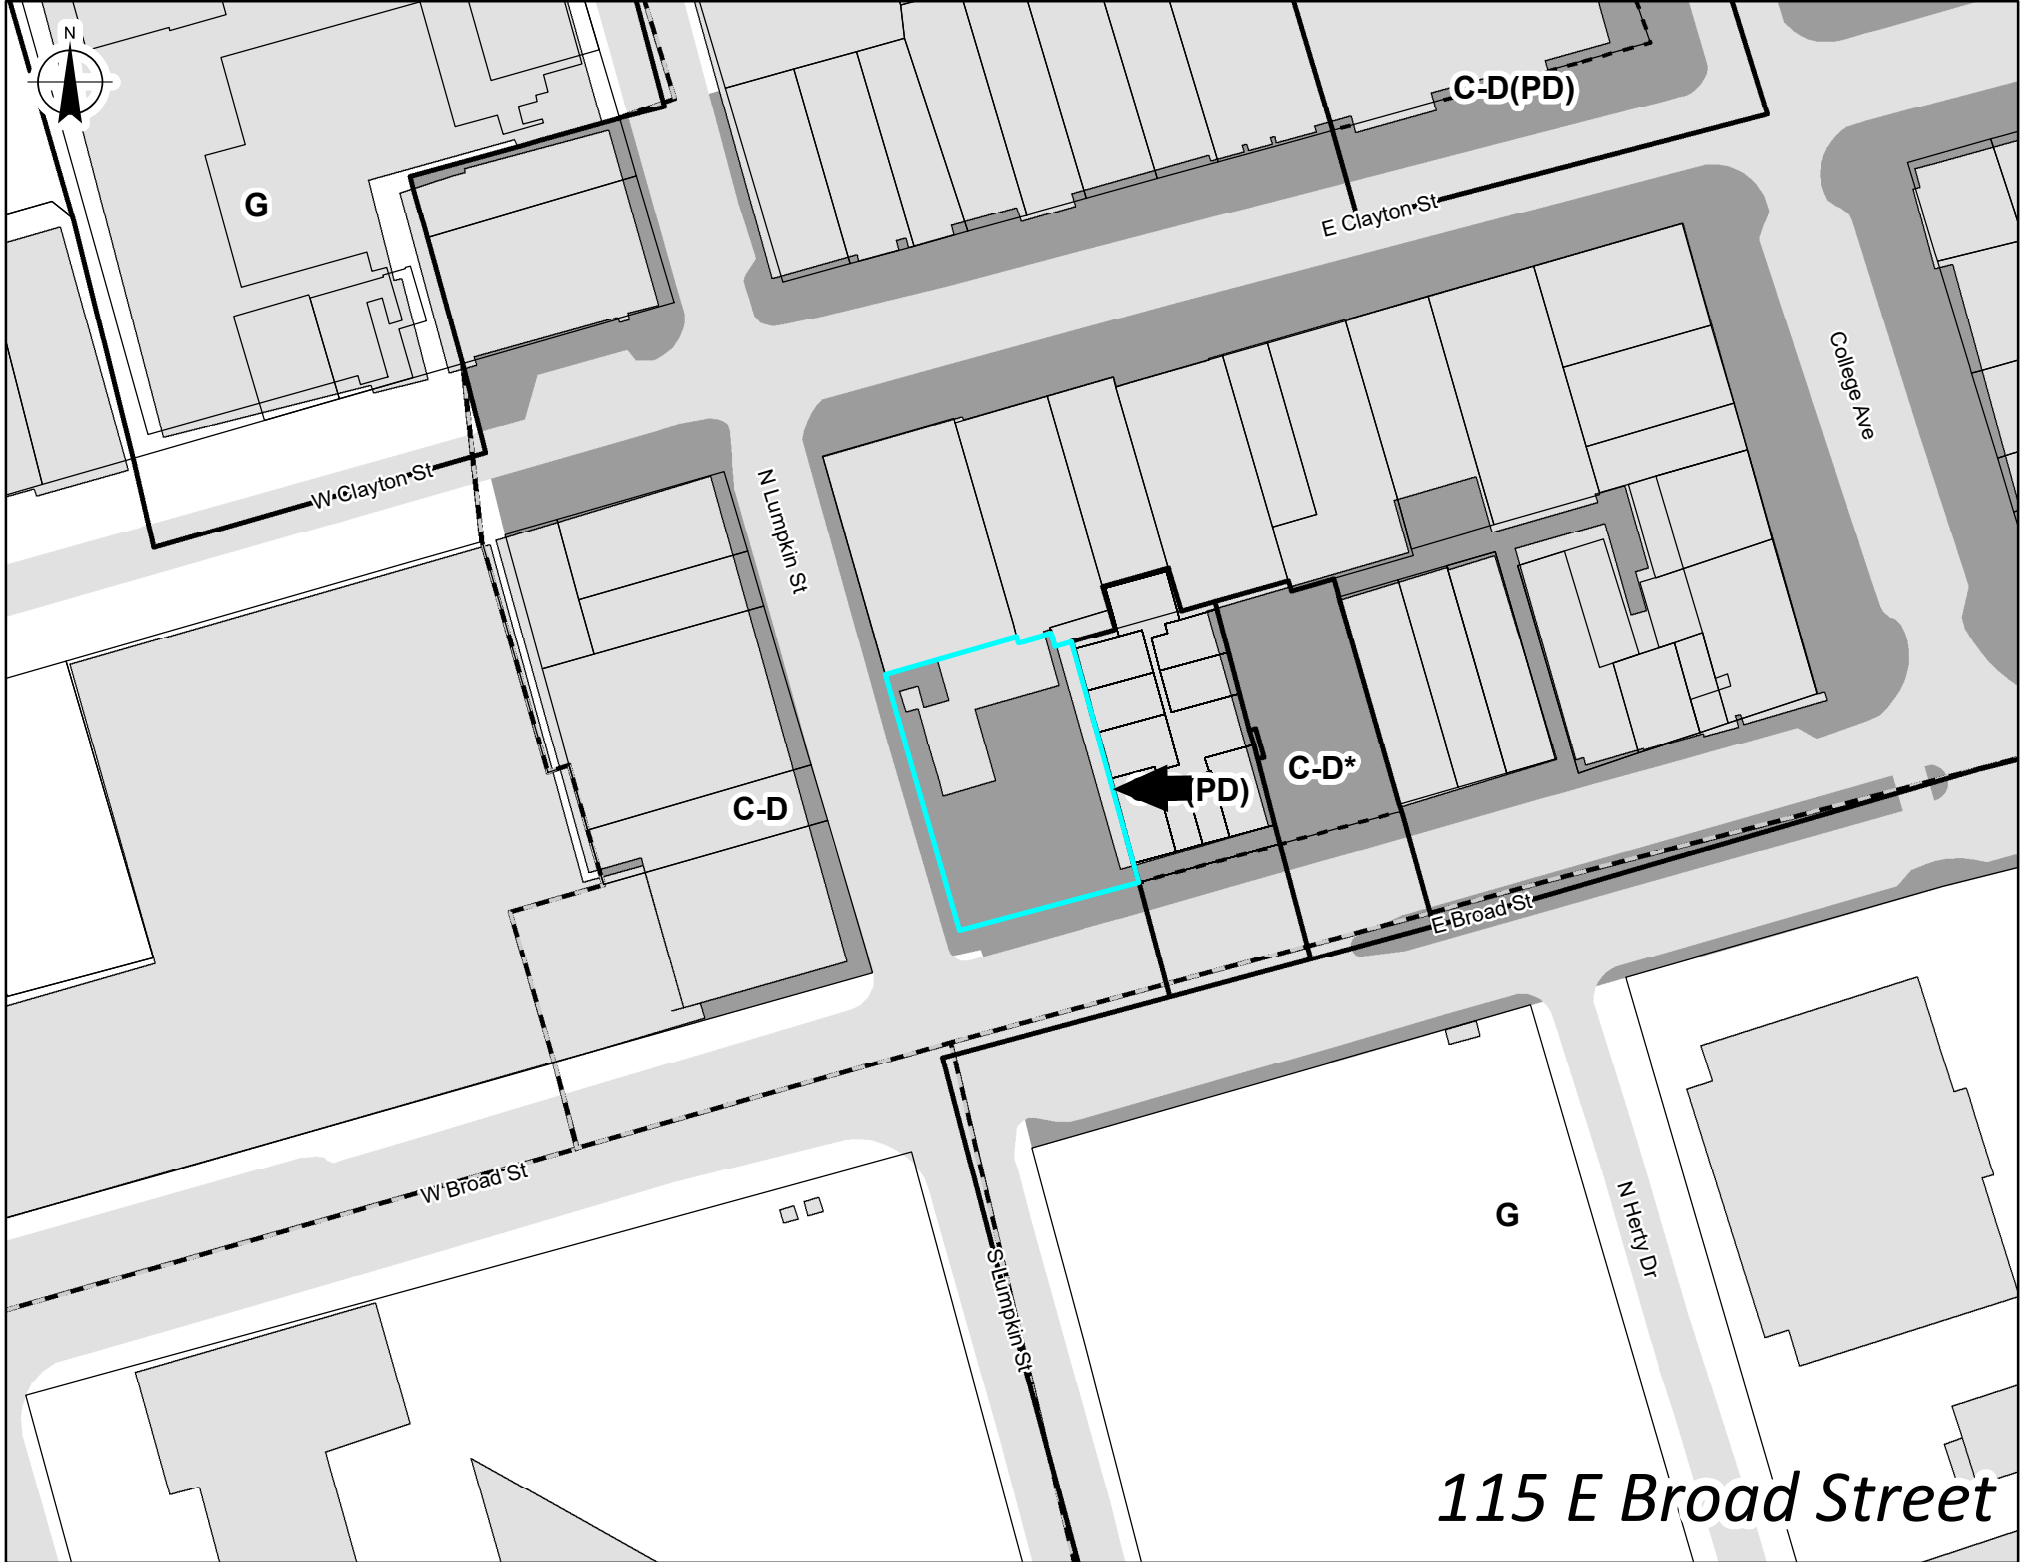 N
C-D(PD)
G
E Clayton St
College Ave
W Clayton St
N Lumpkin St
C-D*
(PD)
C-D
E Broad St
W Broad St
G
N Herty Dr
S Lumpkin St
115 E Broad Street